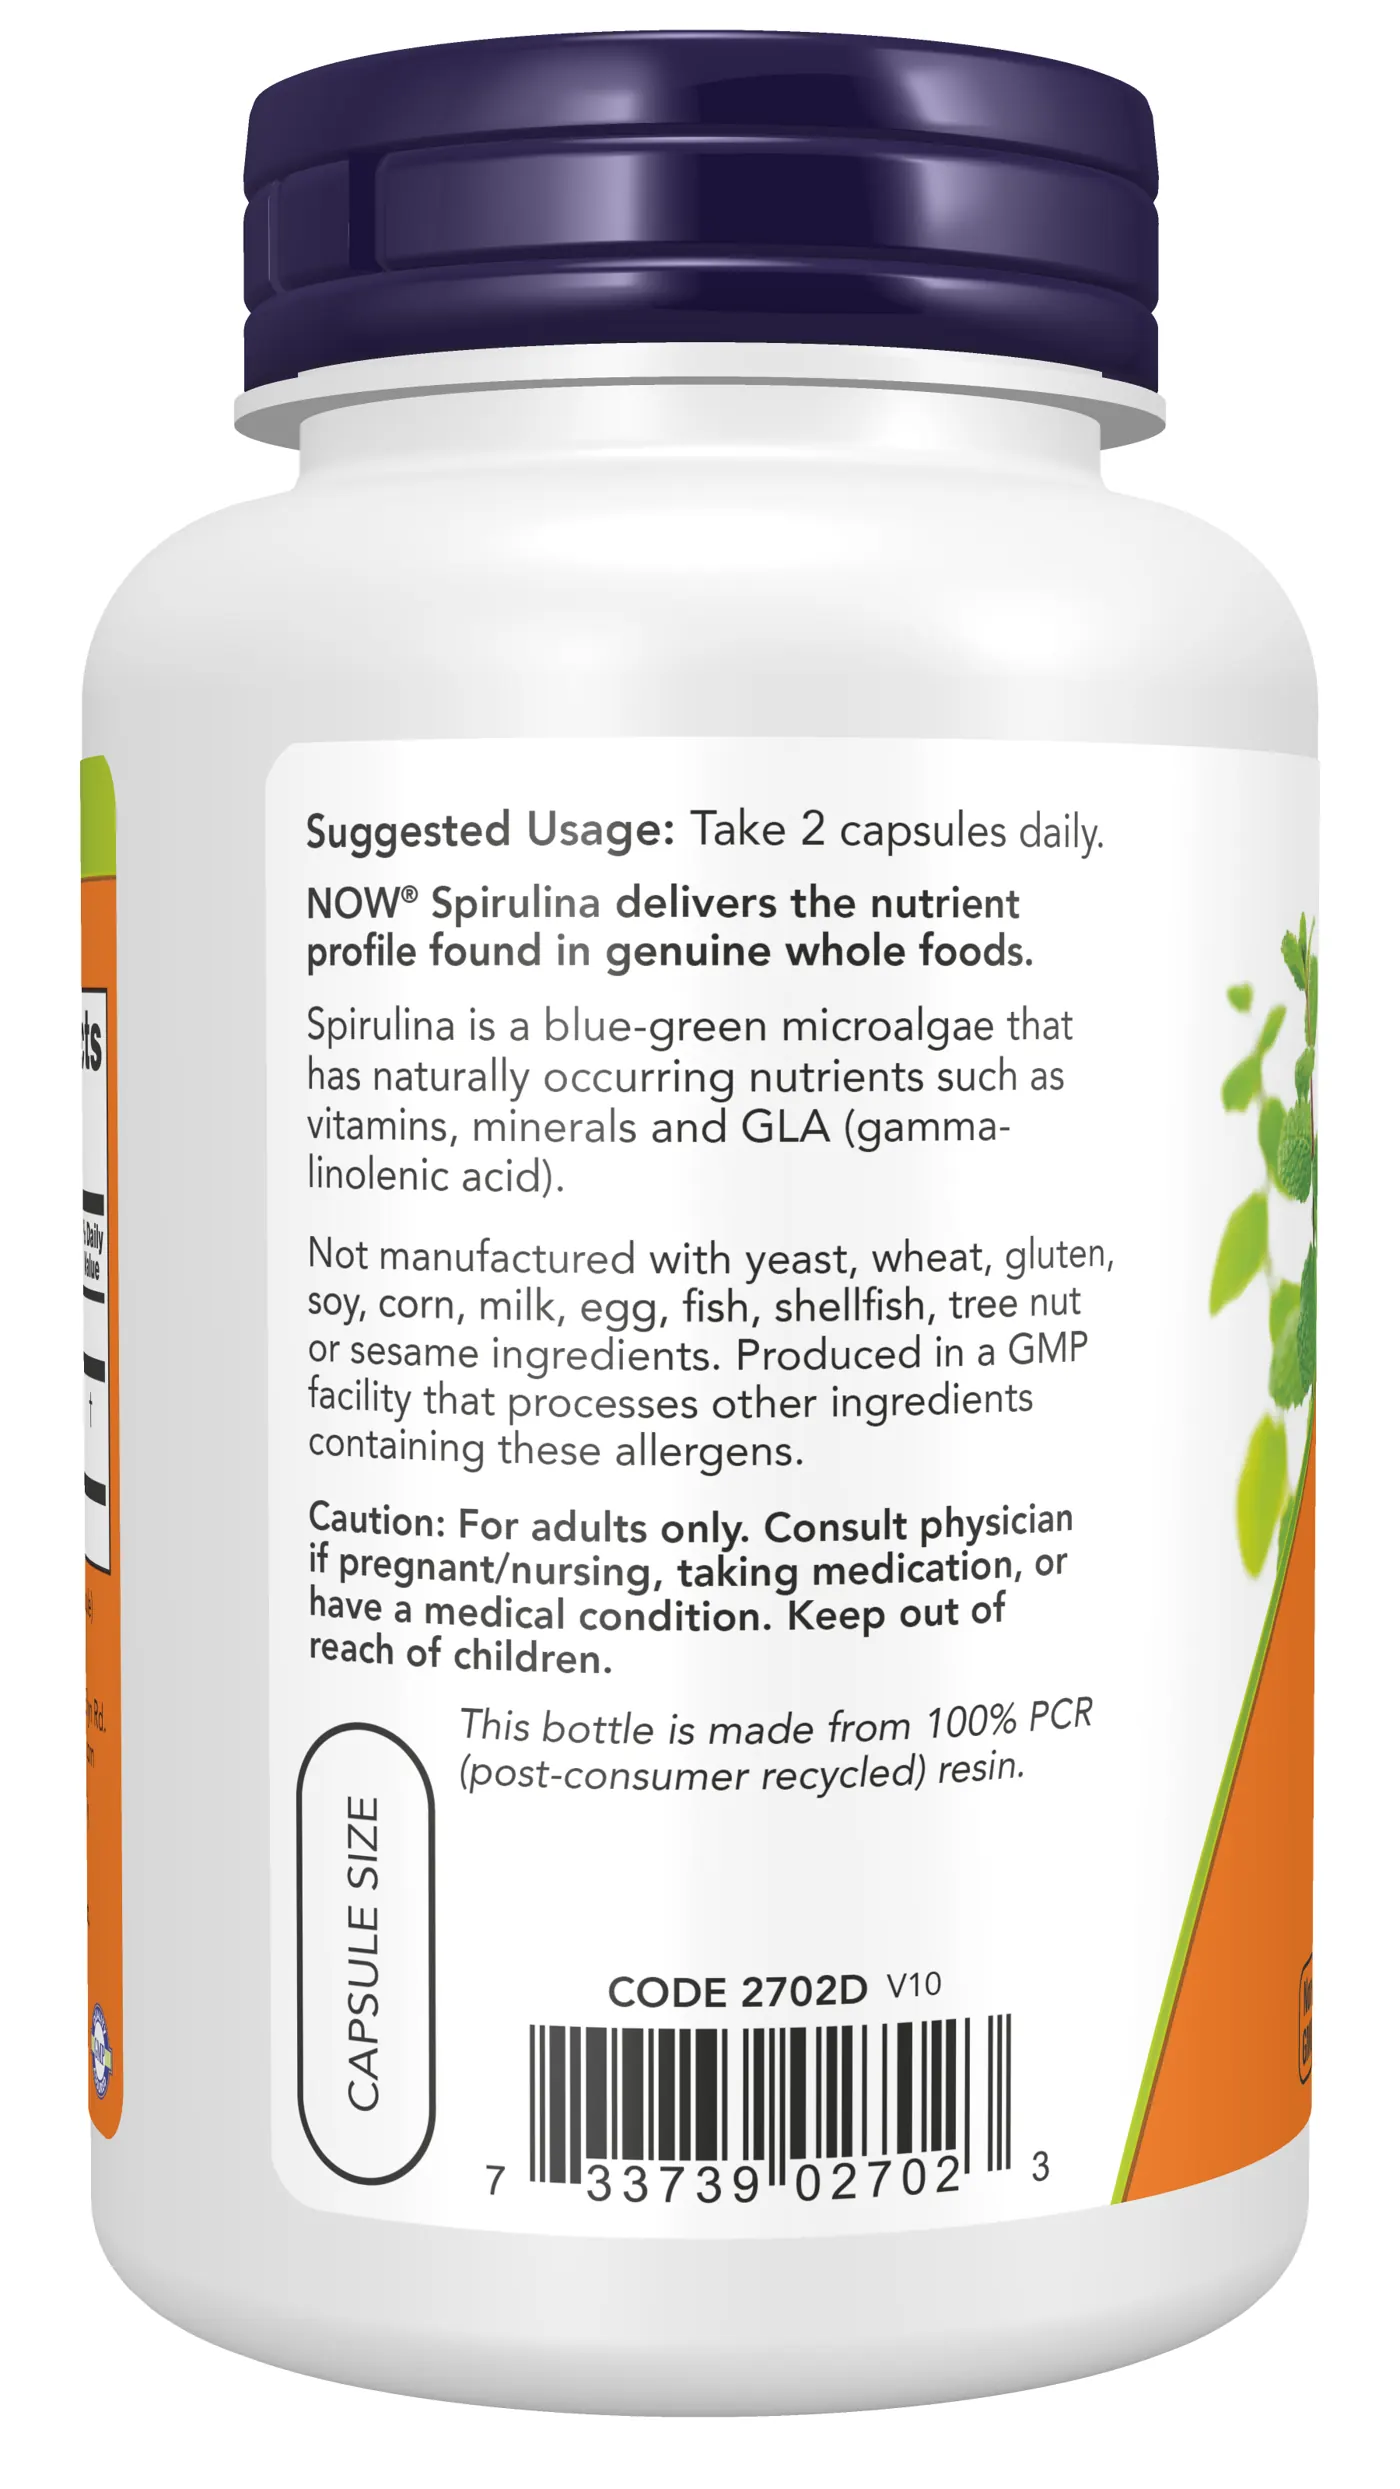 Suggested Usage: Take 2 capsules daily.
NOW® Spirulina delivers the nutrient
profile found in genuine whole foods.
Spirulina is a blue-green microalgae that
has naturally occurring nutrients such as
vitamins, minerals and GLA (gamma-
linolenic acid).
Not manufactured with yeast, wheat, gluten,
soy, corn, milk, egg, fish, shellfish, tree nut
or sesame ingredients. Produced in a GMP
facility that processes other ingredients
containing these allergens.
Caution: For adults only. Consult physician
if pregnant/nursing, taking medication, or
have a medical condition. Keep out of
reach of children.
This bottle is made from 100% PCR
(post-consumer recycled) resin.
CAPSULE SIZE
CODE 2702D V10
7 33739 02702 3
Daily
Value
†
Rd.
GMP